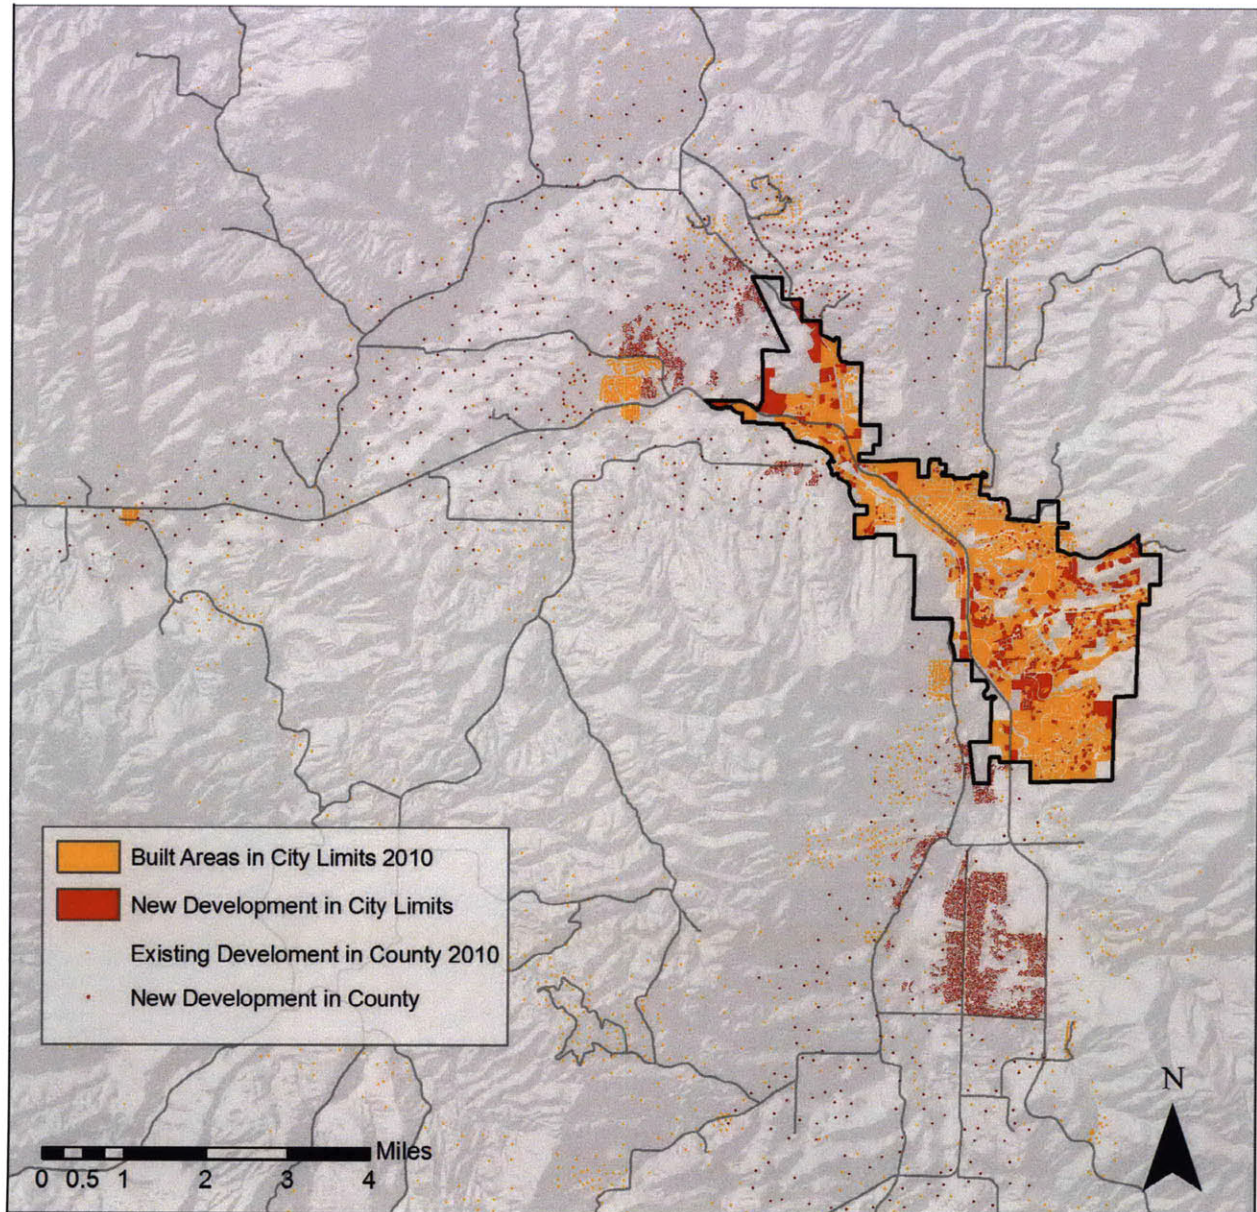 Built Areas in City Limits 2010
New Development in City Limits
Existing Develoment in County 2010
New Development in County
N
Miles
0 0.5 1 2 3 4